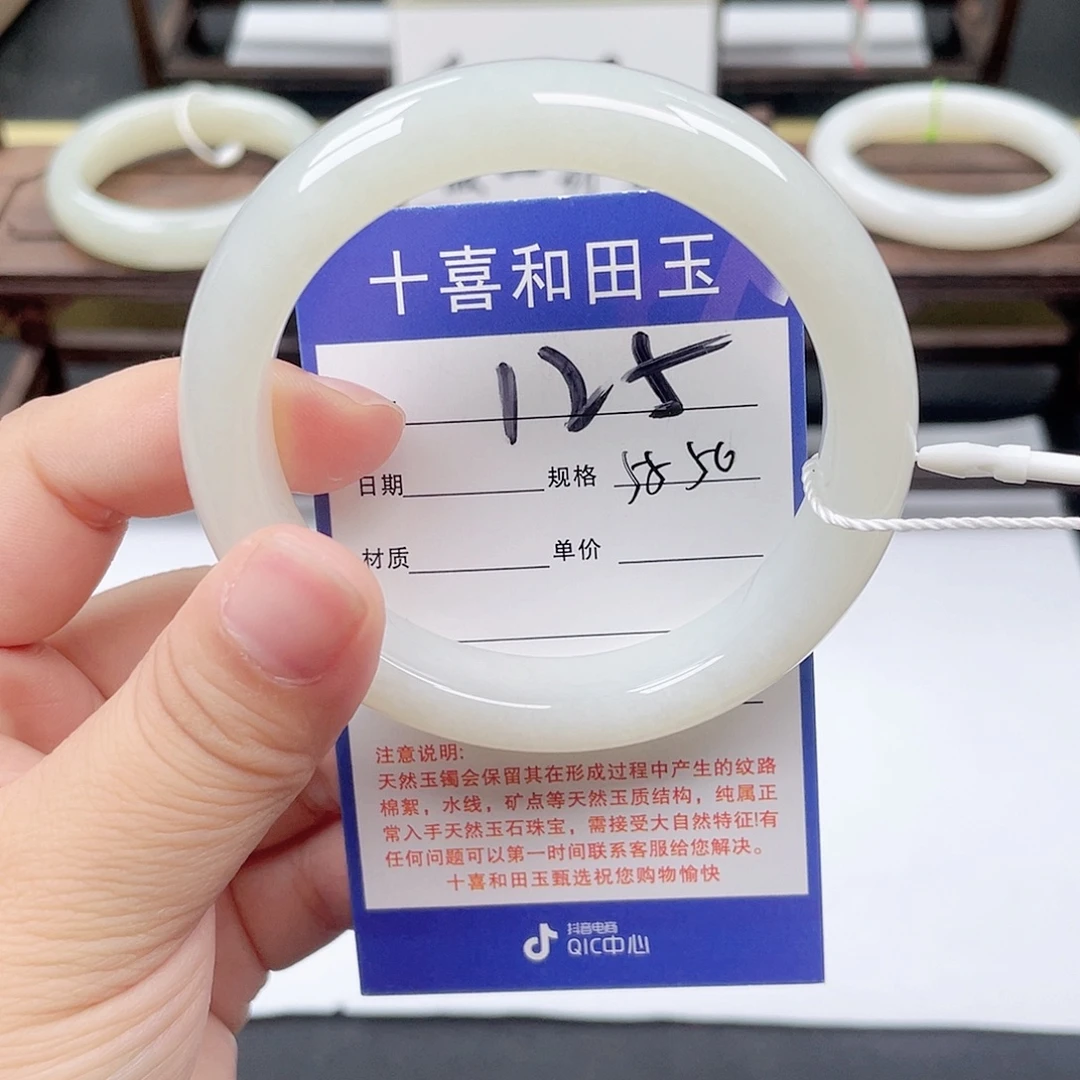 十喜和田玉
125
日期 规格 58 50
材质 单价
注意说明:
天然玉镯会保留其在形成过程中产生的纹路
棉絮，水线，矿点等天然玉质结构，纯属正
常入手天然玉石珠宝，需接受大自然特征!有
任何问题可以第一时间联系客服给您解决。
十喜和田玉甄选祝您购物愉快
抖音电商
QIC中心